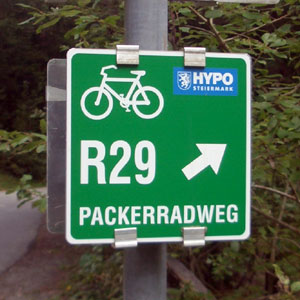 HYPO
STEIERMARK
R29
PACKERRADWEG